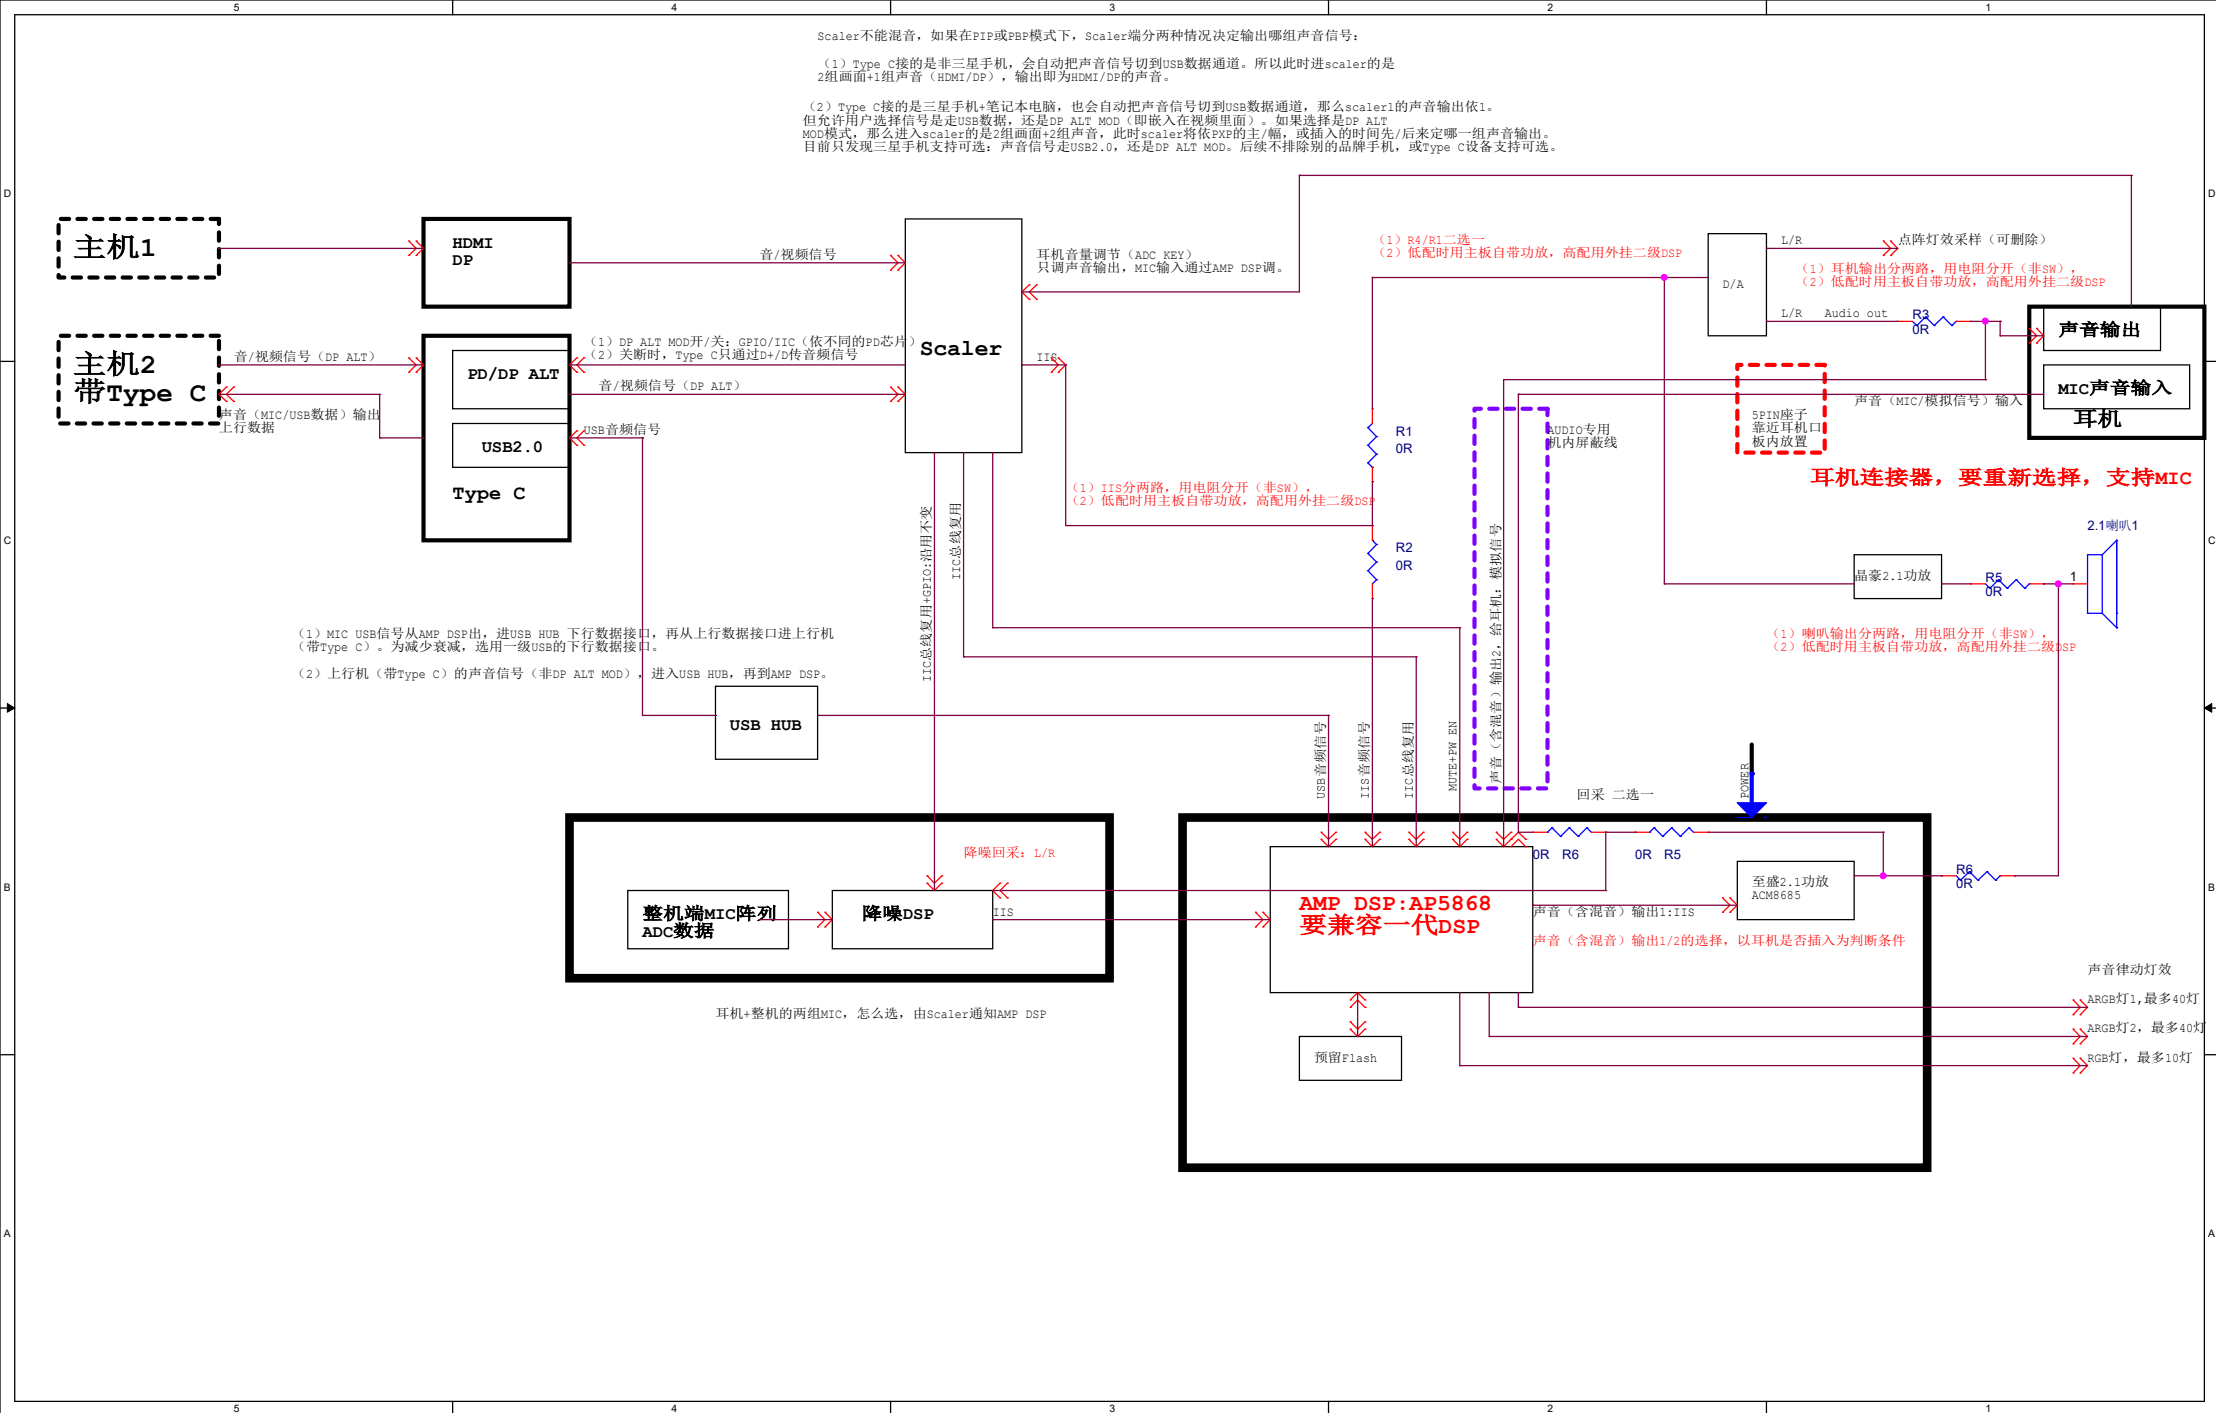 5
4
3
2
1
Scaler不能混音，如果在PIP或PBP模式下，Scaler端分两种情况决定输出哪组声音信号：
（1）Type C接的是非三星手机，会自动把声音信号切到USB数据通道。所以此时进scaler的是
2组画面+1组声音（HDMI/DP），输出即为HDMI/DP的声音。
（2）Type C接的是三星手机+笔记本电脑，也会自动把声音信号切到USB数据通道，那么scaler1的声音输出依1。
但允许用户选择信号是走USB数据，还是DP ALT MOD（即嵌入在视频里面）。如果选择是DP ALT
MOD模式，那么进入scaler的是2组画面+2组声音，此时scaler将依PXP的主/幅，或插入的时间先/后来定哪一组声音输出。
目前只发现三星手机支持可选：声音信号走USB2.0，还是DP ALT MOD。后续不排除别的品牌手机，或Type C设备支持可选。
D
D
主机1
HDMI
DP
音/视频信号
耳机音量调节（ADC KEY）
只调声音输出，MIC输入通过AMP DSP调。
（1）R4/R1二选一
（2）低配时用主板自带功放，高配用外挂二级DSP
D/A
L/R
点阵灯效采样（可删除）
（1）耳机输出分两路，用电阻分开（非SW），
（2）低配时用主板自带功放，高配用外挂二级DSP
L/R
Audio out
R3
0R
声音输出
MIC声音输入
耳机
主机2
带Type C
音/视频信号（DP ALT）
声音（MIC/USB数据）输出
上行数据
PD/DP ALT
USB2.0
Type C
（1）DP ALT MOD开/关：GPIO/IIC（依不同的PD芯片）
（2）关断时，Type C只通过D+/D传音频信号
音/视频信号（DP ALT）
USB音频信号
Scaler
IIS
R1
0R
AUDIO专用
机内屏蔽线
5PIN座子
靠近耳机口
板内放置
声音（MIC/模拟信号）输入
耳机连接器，要重新选择，支持MIC
（1）IIS分两路，用电阻分开（非SW），
（2）低配时用主板自带功放，高配用外挂二级DSP
C
C
R2
0R
IIC总线复用+GPIO:沿用不变
IIC总线复用
声音（含混音）输出2，给耳机：模拟信号
2.1喇叭1
晶豪2.1功放
R5
0R
1
（1）喇叭输出分两路，用电阻分开（非SW），
（2）低配时用主板自带功放，高配用外挂二级DSP
（1）MIC USB信号从AMP DSP出，进USB HUB 下行数据接口，再从上行数据接口进上行机
（带Type C）。为减少衰减，选用一级USB的下行数据接口。
（2）上行机（带Type C）的声音信号（非DP ALT MOD），进入USB HUB，再到AMP DSP。
USB HUB
USB音频信号
IIS音频信号
IIC总线复用
MUTE+PW EN
回采 二选一
POWER
B
B
降噪回采：L/R
整机端MIC阵列
ADC数据
降噪DSP
IIS
0R R6
0R R5
AMP DSP:AP5868
要兼容一代DSP
至盛2.1功放
ACM8685
R6
0R
声音（含混音）输出1:IIS
声音（含混音）输出1/2的选择，以耳机是否插入为判断条件
耳机+整机的两组MIC，怎么选，由Scaler通知AMP DSP
预留Flash
声音律动灯效
ARGB灯1,最多40灯
ARGB灯2，最多40灯
RGB灯，最多10灯
A
A
5
4
3
2
1